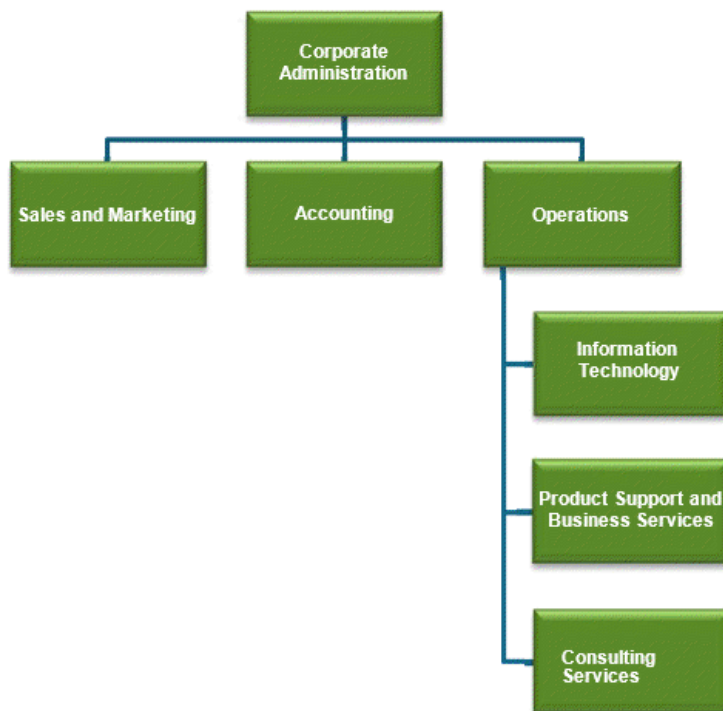 Corporate
Administration
Sales and Marketing
Accounting
Operations
Information
Technology
Product Support and
Business Services
Consulting
Services